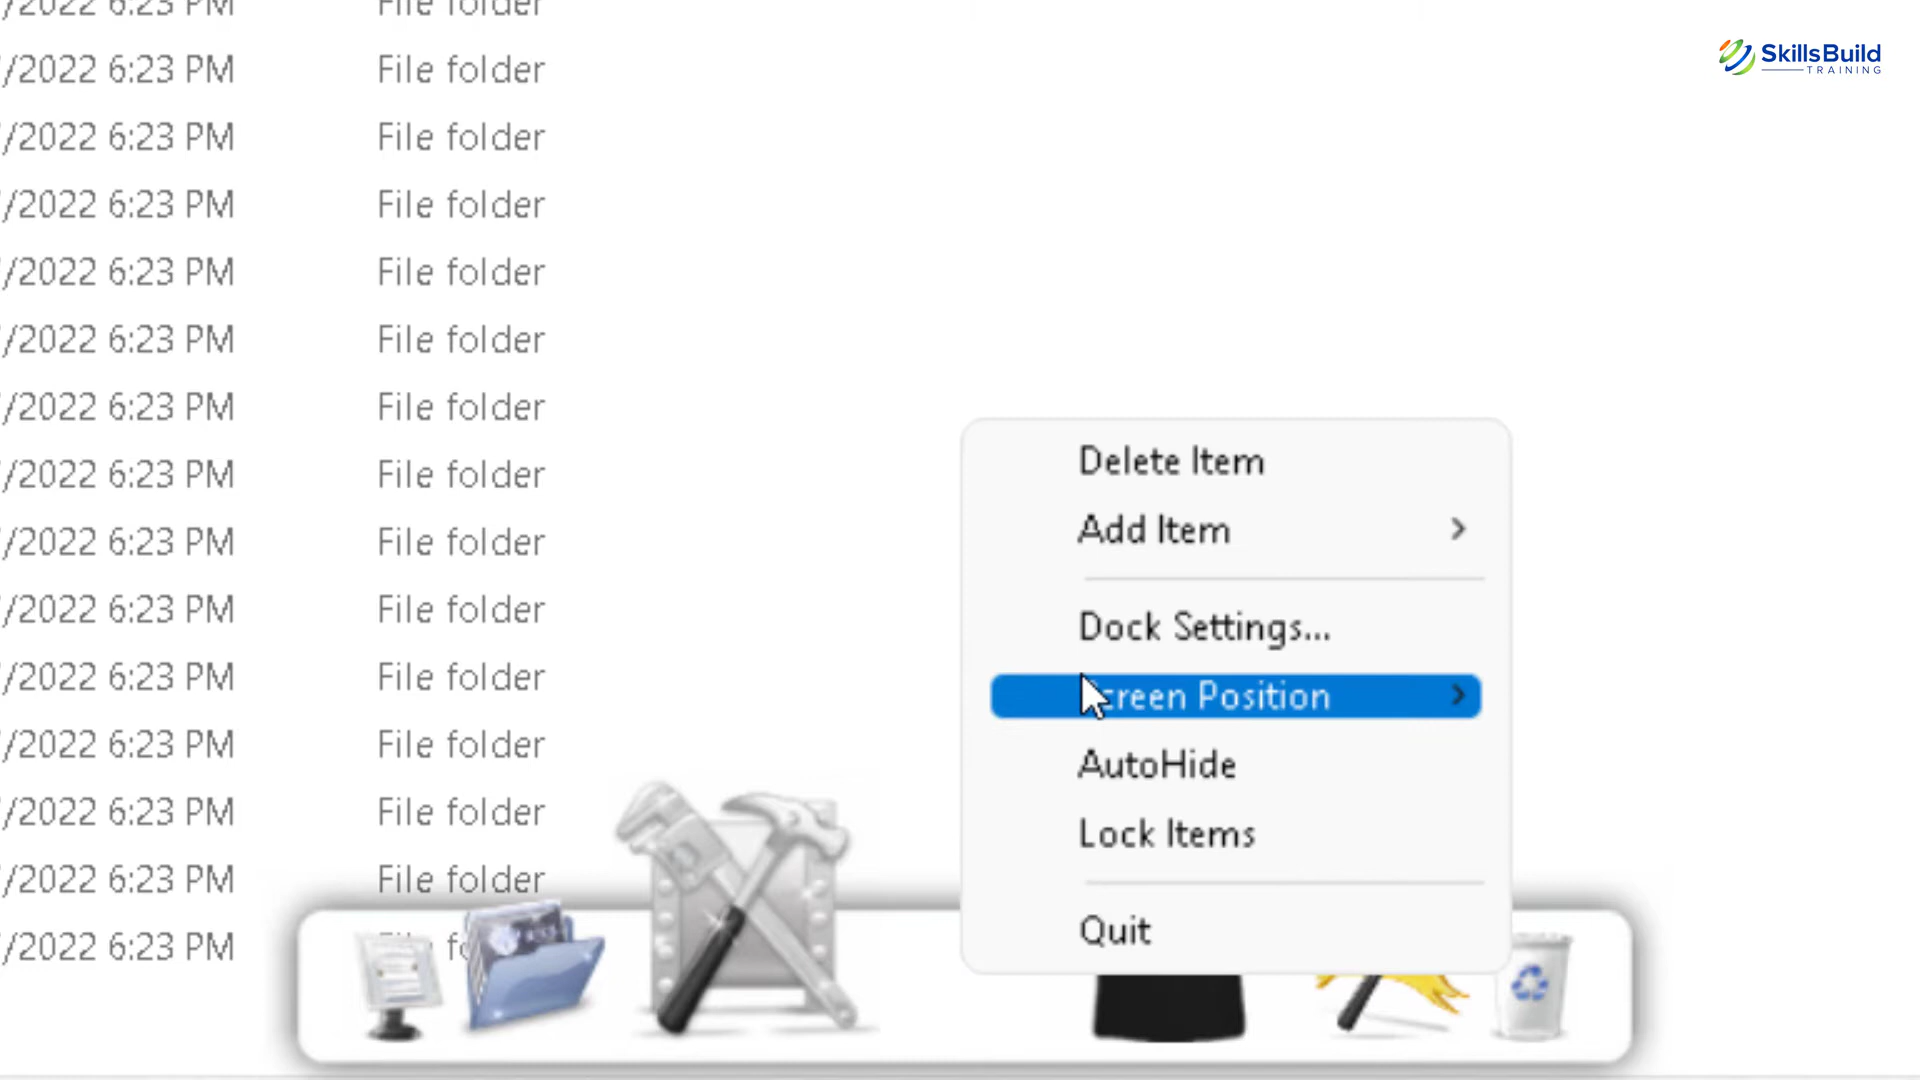 /2022 6:23 PM File folder
/2022 6:23 PM File folder
/2022 6:23 PM File folder
/2022 6:23 PM File folder
/2022 6:23 PM File folder
/2022 6:23 PM File folder
/2022 6:23 PM File folder
/2022 6:23 PM File folder
/2022 6:23 PM File folder
/2022 6:23 PM File folder
/2022 6:23 PM File folder
/2022 6:23 PM File folder
/2022 6:23 PM File folder
/2022 6:23 PM File folder
/2022 6:23 PM
SkillsBuild
TRAINING
Delete Item
Add Item
Dock Settings...
Screen Position
AutoHide
Lock Items
Quit